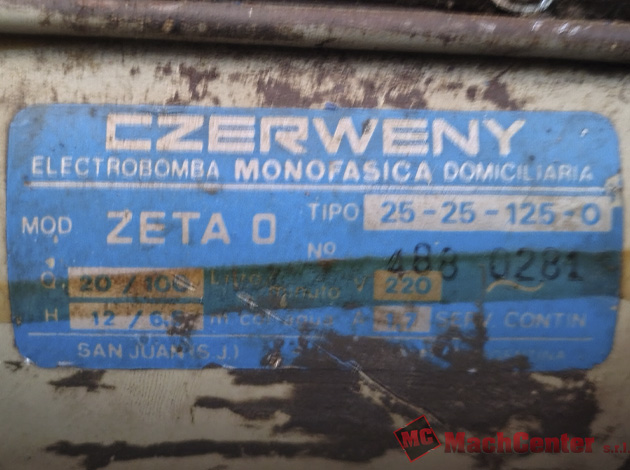 CZERWENY
ELECTROBOMBA MONOFASICA DOMICILIARIA
MOD ZETA 0 TIPO 25-25-125-0
Nº 488 0281
Q 20/100 V 220
H 12/6,5 A SERV CONTIN
SAN JUAN (S.J.)
MC MachCenter s.r.l